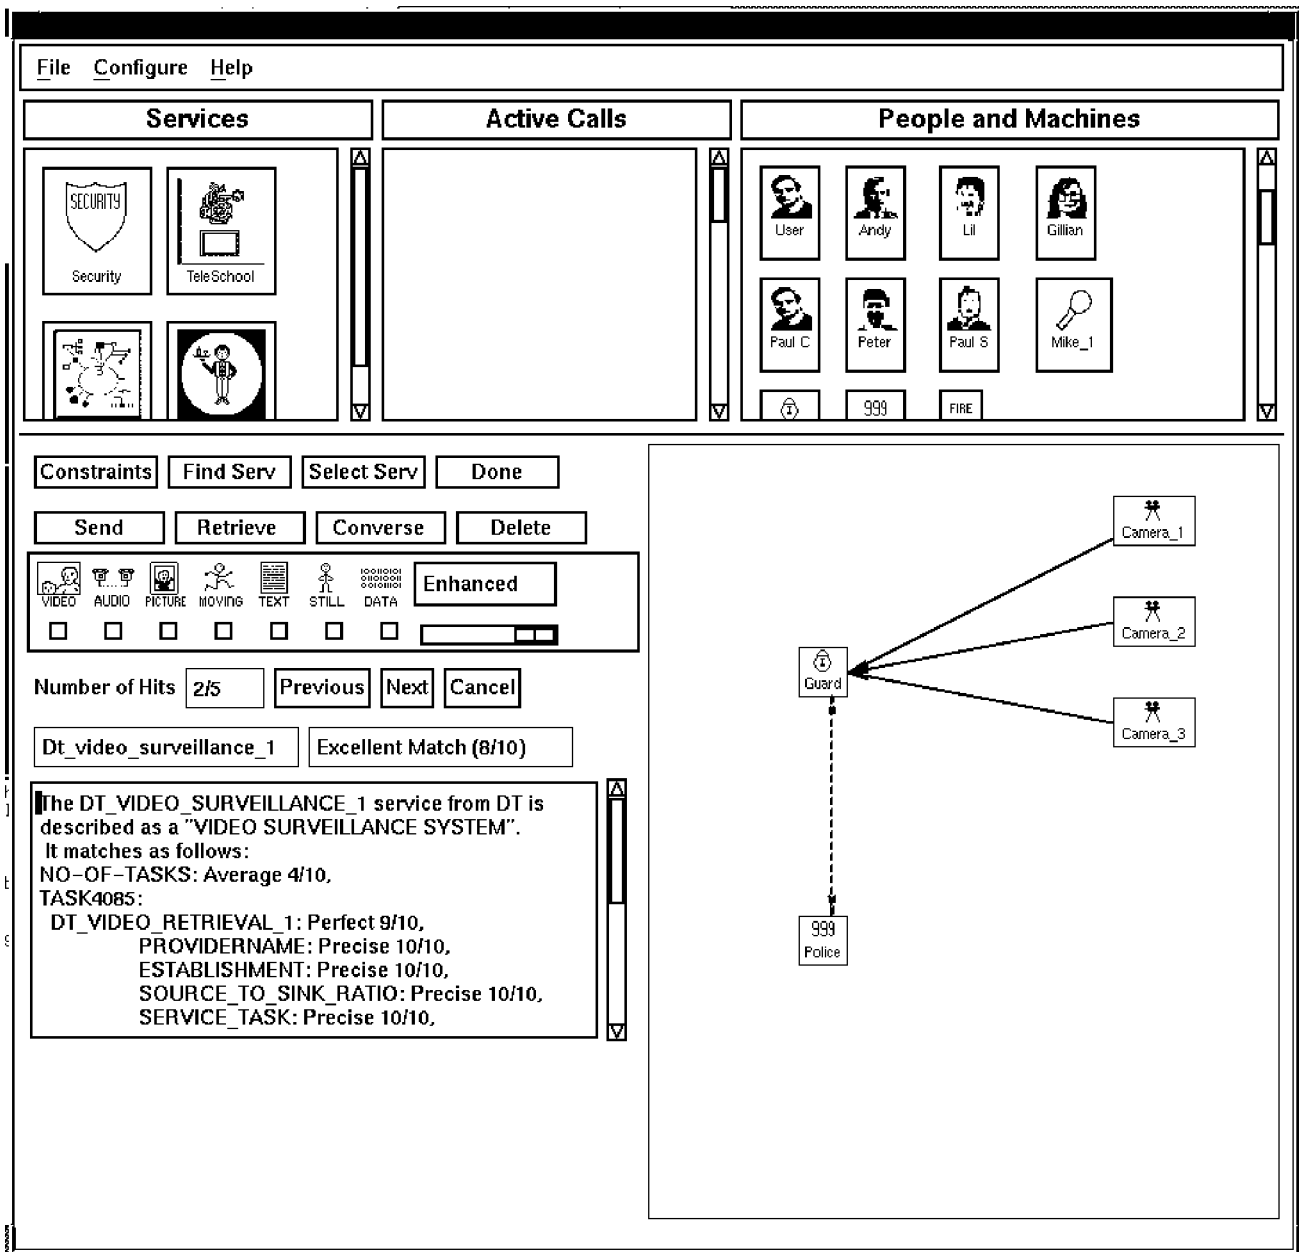 File Configure Help
Services Active Calls People and Machines
SECURITY
Security TeleSchool
User Andy Lil Gillian
Paul C Peter Paul S Mike_1
999 FIRE
Constraints Find Serv Select Serv Done
Send Retrieve Converse Delete
VIDEO AUDIO PICTURE MOVING TEXT STILL DATA Enhanced
Number of Hits 2/5 Previous Next Cancel
Dt_video_surveillance_1 Excellent Match (8/10)
The DT_VIDEO_SURVEILLANCE_1 service from DT is
described as a "VIDEO SURVEILLANCE SYSTEM".
It matches as follows:
NO-OF-TASKS: Average 4/10,
TASK4085:
DT_VIDEO_RETRIEVAL_1: Perfect 9/10,
PROVIDERNAME: Precise 10/10,
ESTABLISHMENT: Precise 10/10,
SOURCE_TO_SINK_RATIO: Precise 10/10,
SERVICE_TASK: Precise 10/10,
Camera_1
Camera_2
Guard
Camera_3
999
Police